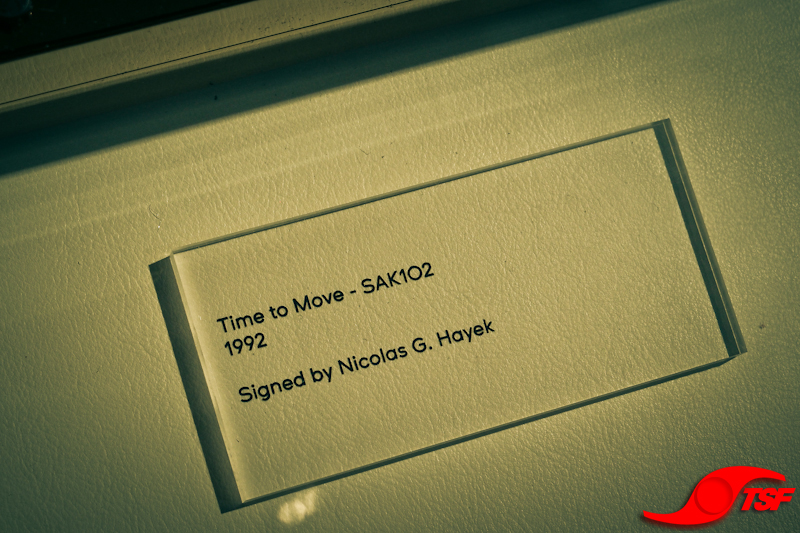 Time to Move - SAK102
1992
Signed by Nicolas G. Hayek
TSF